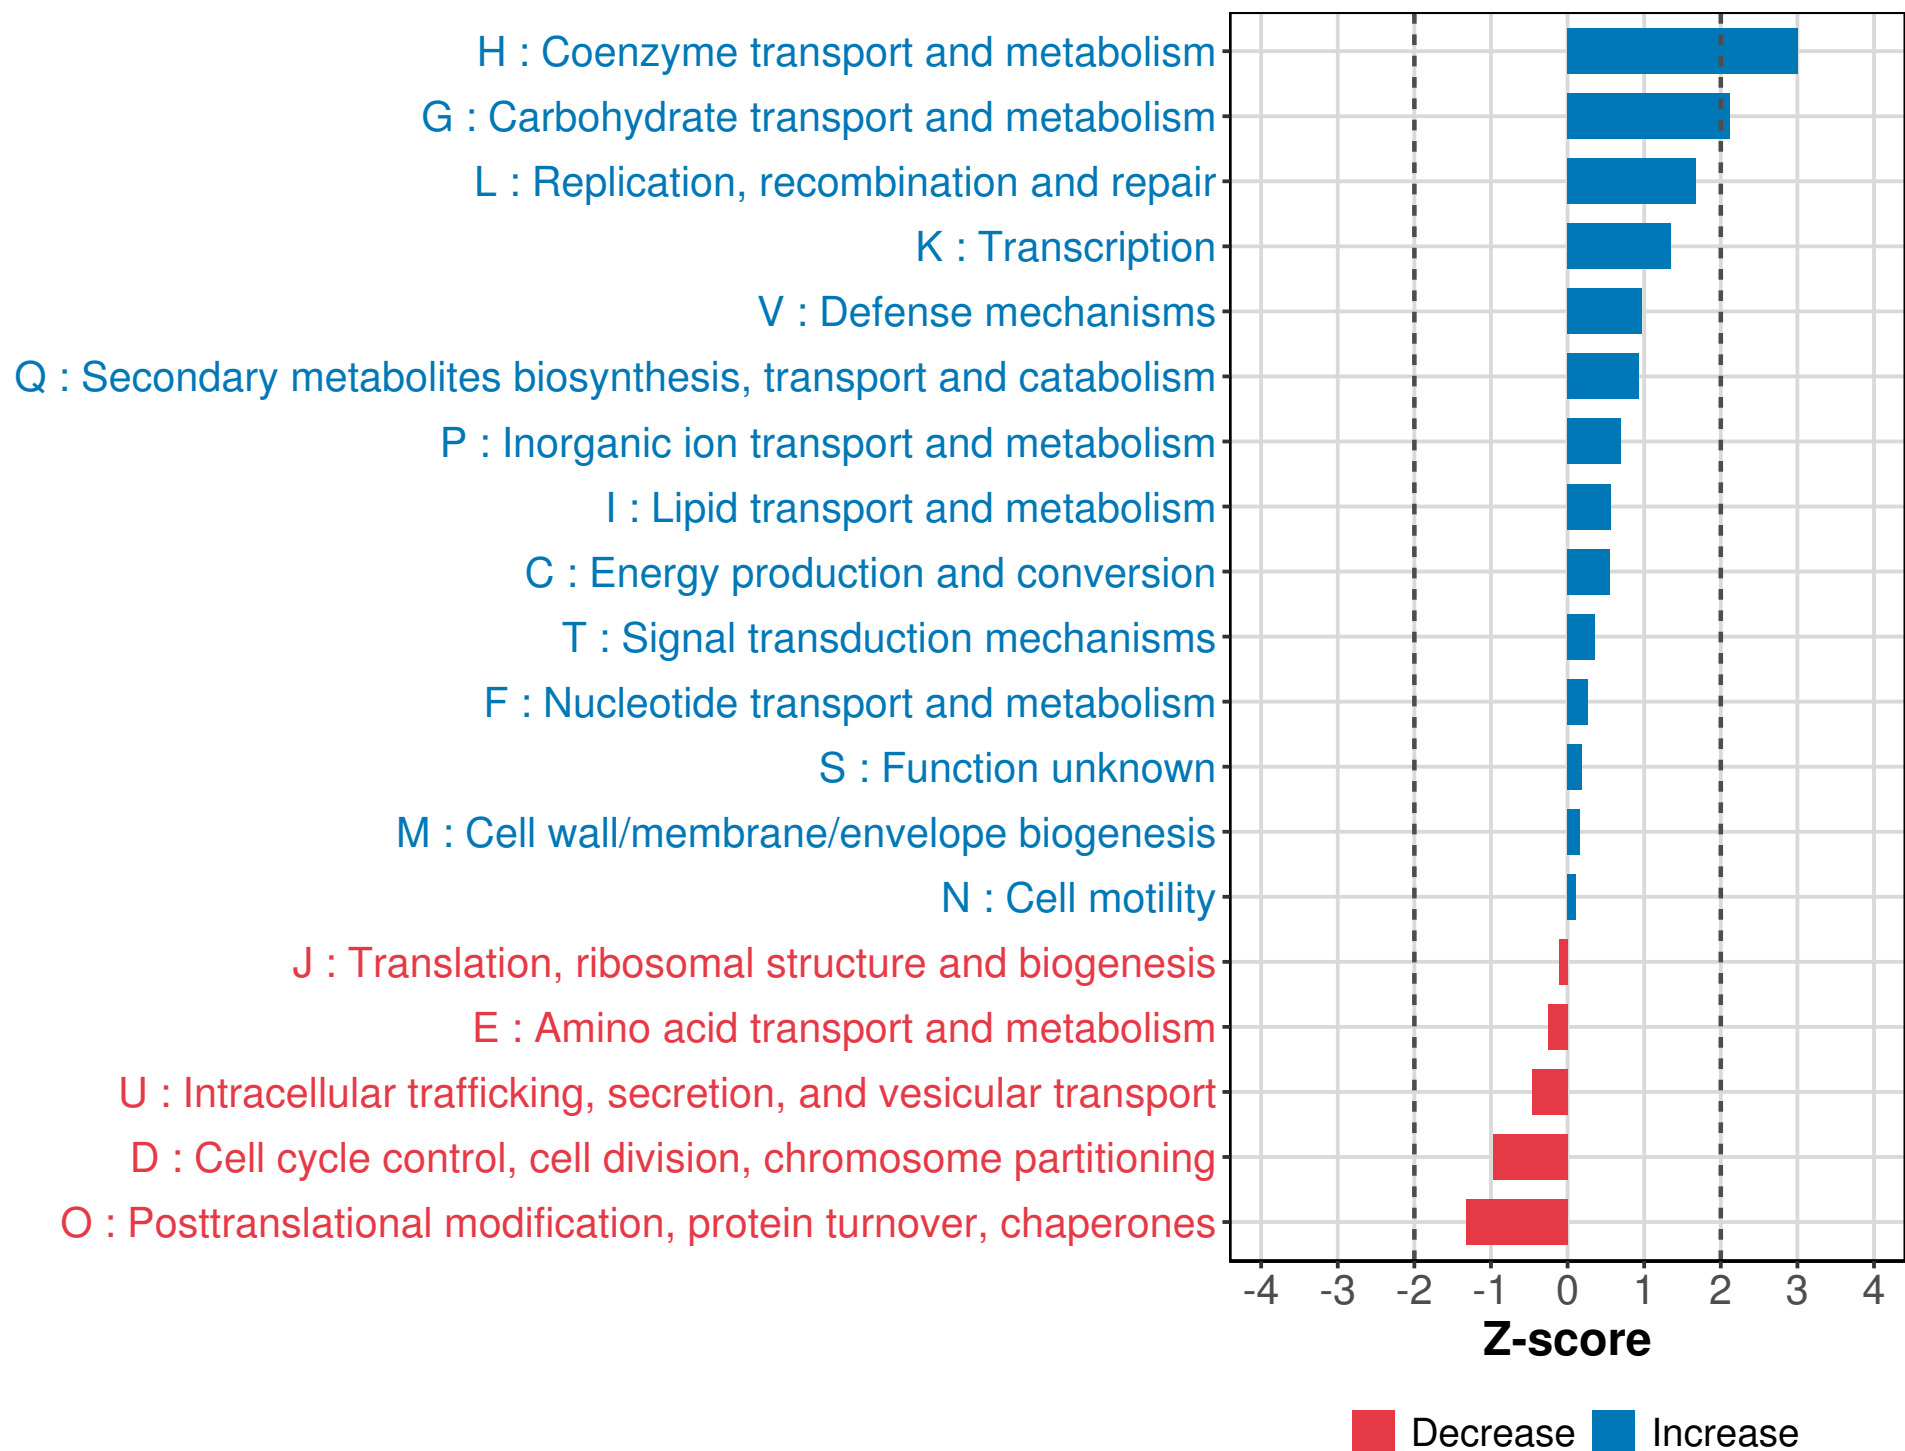 H : Coenzyme transport and metabolism
G : Carbohydrate transport and metabolism
L : Replication, recombination and repair
K : Transcription
V : Defense mechanisms
Q : Secondary metabolites biosynthesis, transport and catabolism
P : Inorganic ion transport and metabolism
I : Lipid transport and metabolism
C : Energy production and conversion
T : Signal transduction mechanisms
F : Nucleotide transport and metabolism
S : Function unknown
M : Cell wall/membrane/envelope biogenesis
N : Cell motility
J : Translation, ribosomal structure and biogenesis
E : Amino acid transport and metabolism
U : Intracellular trafficking, secretion, and vesicular transport
D : Cell cycle control, cell division, chromosome partitioning
O : Posttranslational modification, protein turnover, chaperones
-4 -3 -2 -1 0 1 2 3 4
Z-score
Decrease Increase